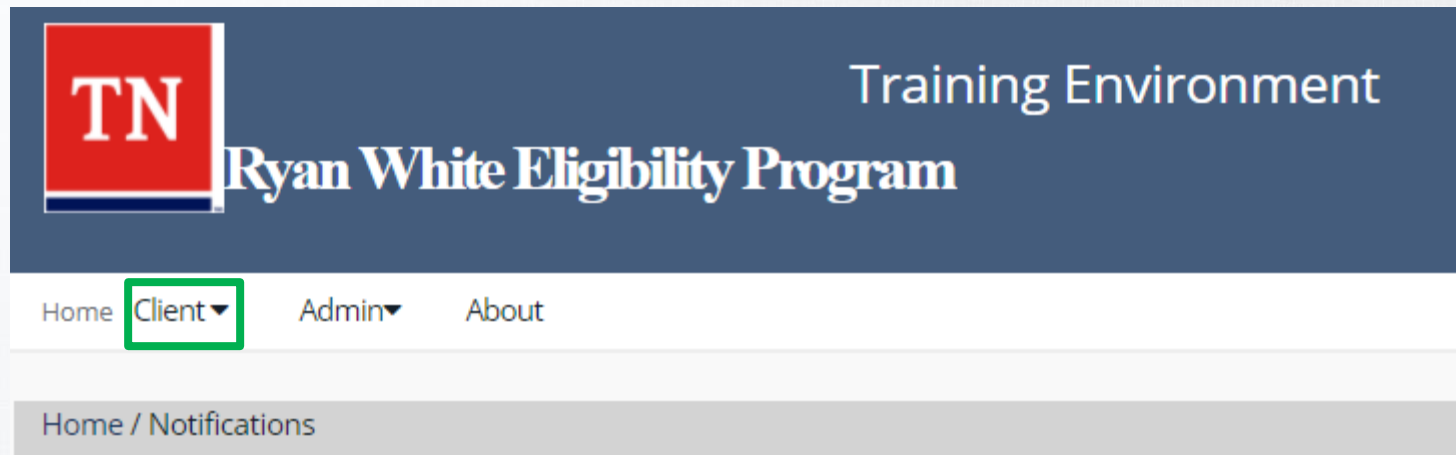 TN
Training Environment
Ryan White Eligibility Program
Home Client Admin About
Home / Notifications